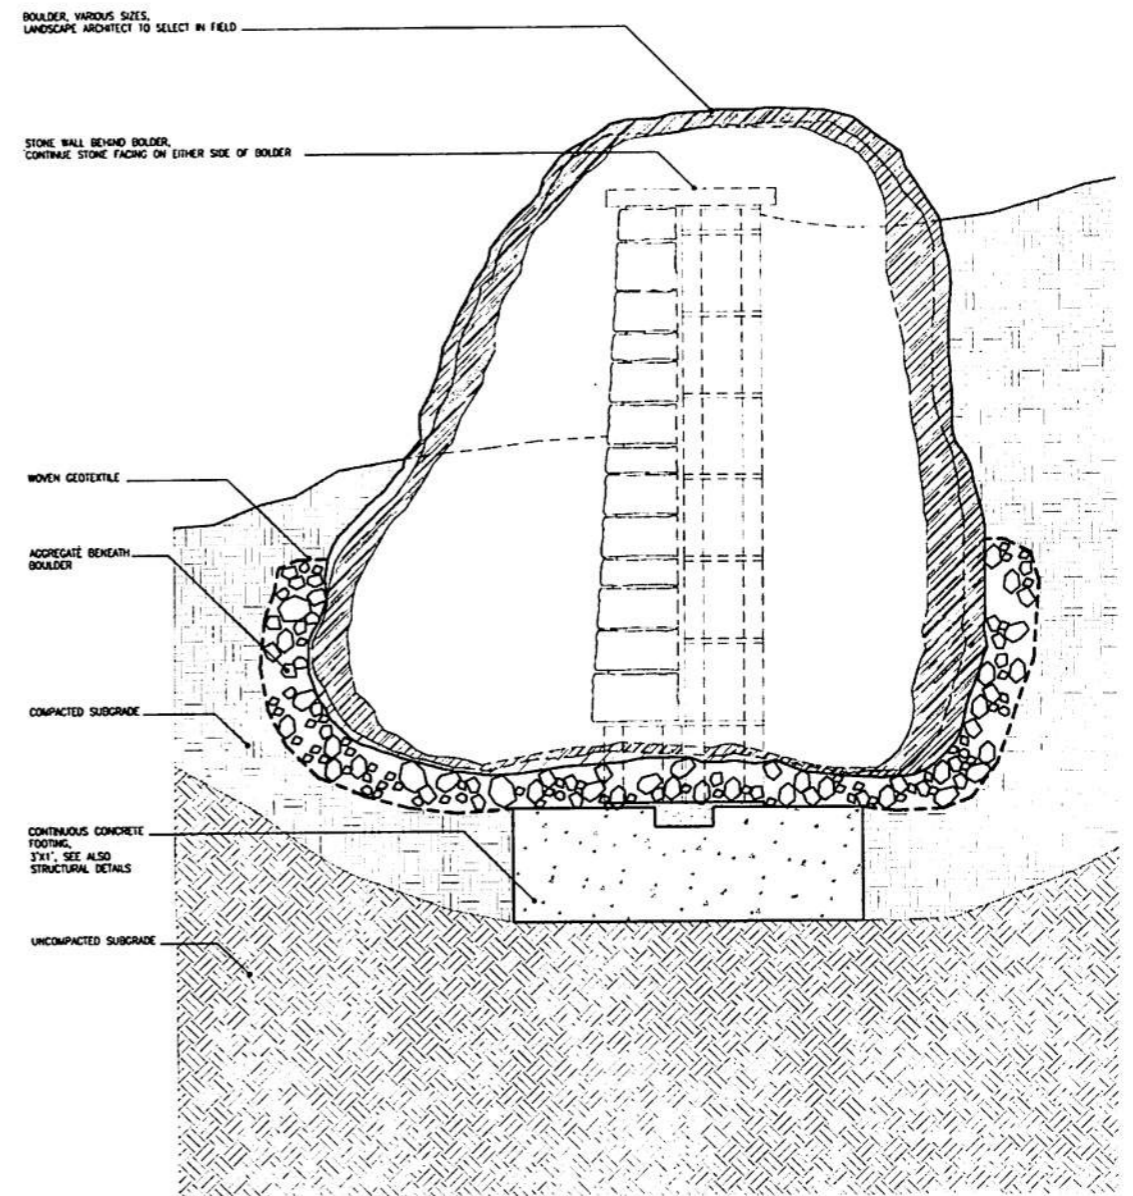 BOULDER, VARIOUS SIZES,
LANDSCAPE ARCHITECT TO SELECT IN FIELD
STONE WALL BEHIND BOLDER,
CONTINUE STONE FACING ON EITHER SIDE OF BOLDER
WOVEN GEOTEXTILE
AGGREGATE BENEATH
BOULDER
COMPACTED SUBGRADE
CONTINUOUS CONCRETE
FOOTING,
3'X1', SEE ALSO
STRUCTURAL DETAILS
UNCOMPACTED SUBGRADE